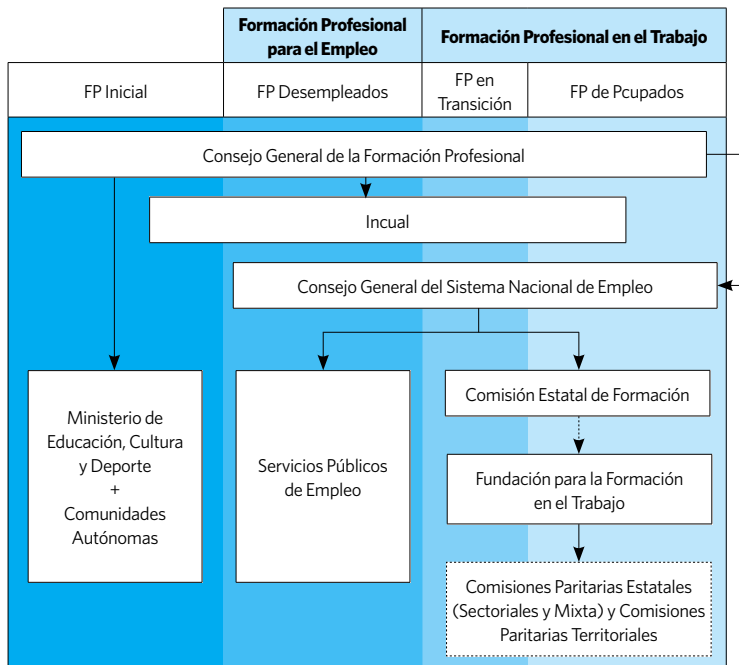 Formación Profesional
para el Empleo
Formación Profesional en el Trabajo
FP Inicial
FP Desempleados
FP en
Transición
FP de Pcupados
Consejo General de la Formación Profesional
Incual
Consejo General del Sistema Nacional de Empleo
Ministerio de
Educación, Cultura
y Deporte
+
Comunidades
Autónomas
Servicios Públicos
de Empleo
Comisión Estatal de Formación
Fundación para la Formación
en el Trabajo
Comisiones Paritarias Estatales
(Sectoriales y Mixta) y Comisiones
Paritarias Territoriales